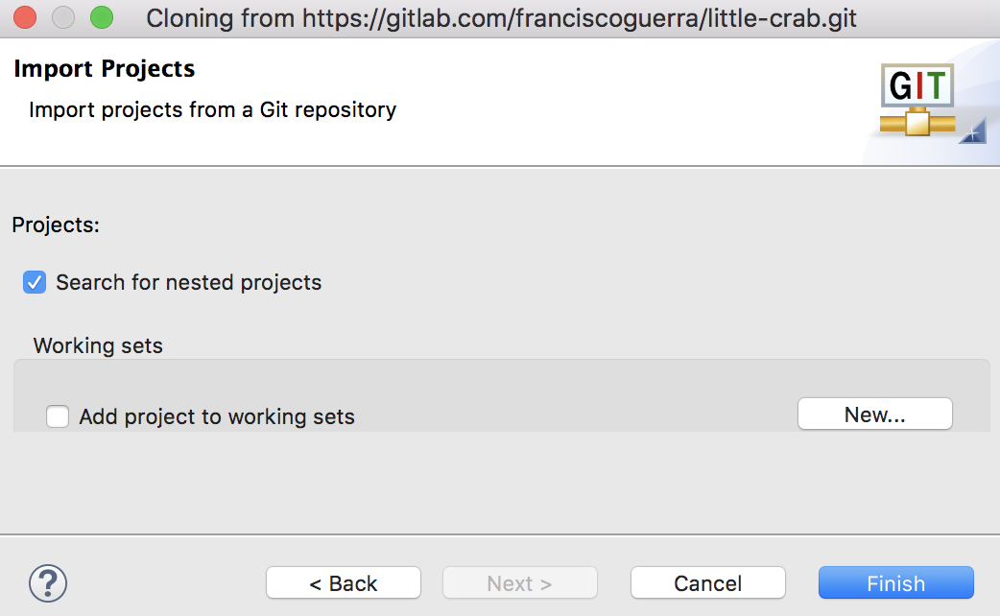 Cloning from https://gitlab.com/franciscoguerra/little-crab.git
Import Projects
Import projects from a Git repository
GIT
Projects:
Search for nested projects
Working sets
Add project to working sets
New...
?
< Back
Next >
Cancel
Finish